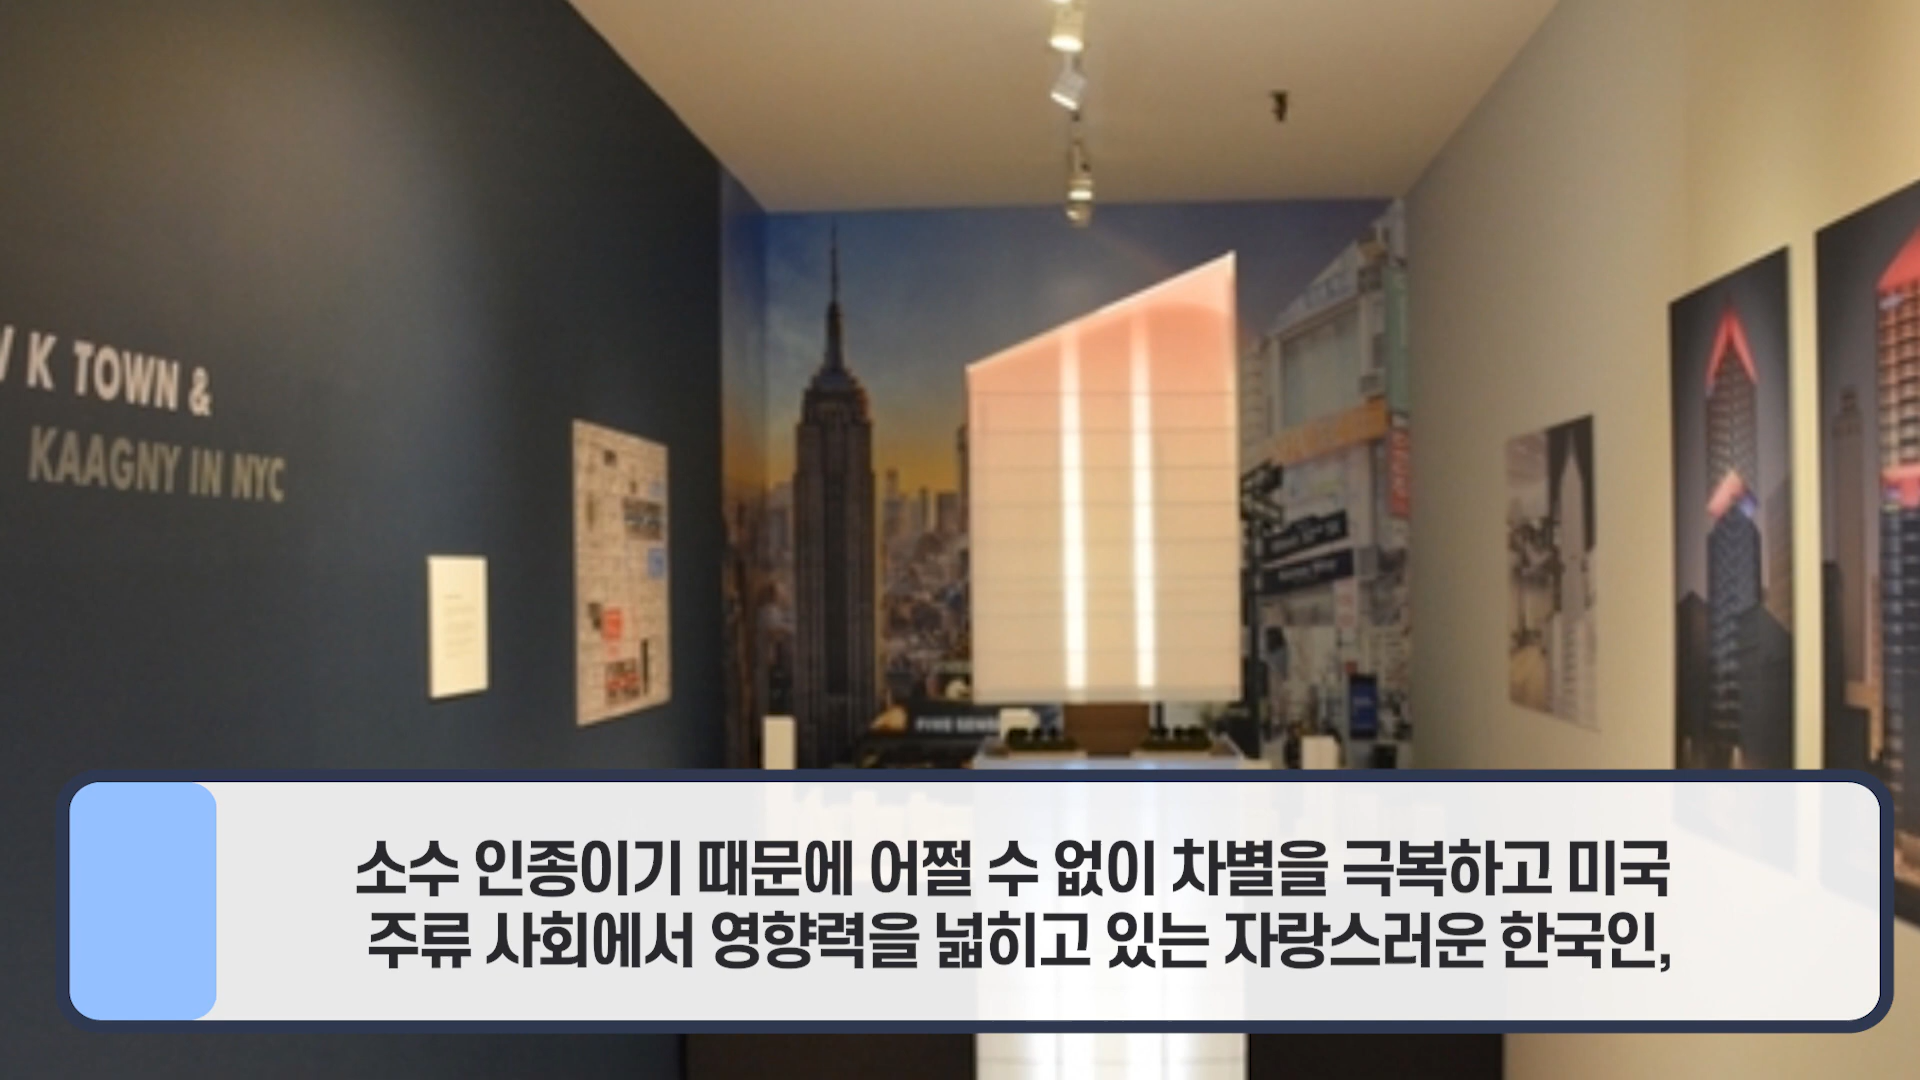 K TOWN &
KAAGNY IN NYC
소수 인종이기 때문에 어쩔 수 없이 차별을 극복하고 미국
주류 사회에서 영향력을 넓히고 있는 자랑스러운 한국인,